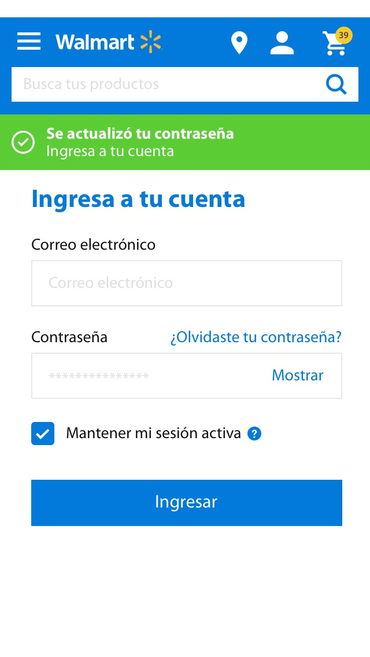 Walmart
39
Busca tus productos
Se actualizó tu contraseña
Ingresa a tu cuenta
Ingresa a tu cuenta
Correo electrónico
Correo electrónico
Contraseña ¿Olvidaste tu contraseña?
*************** Mostrar
Mantener mi sesión activa ?
Ingresar